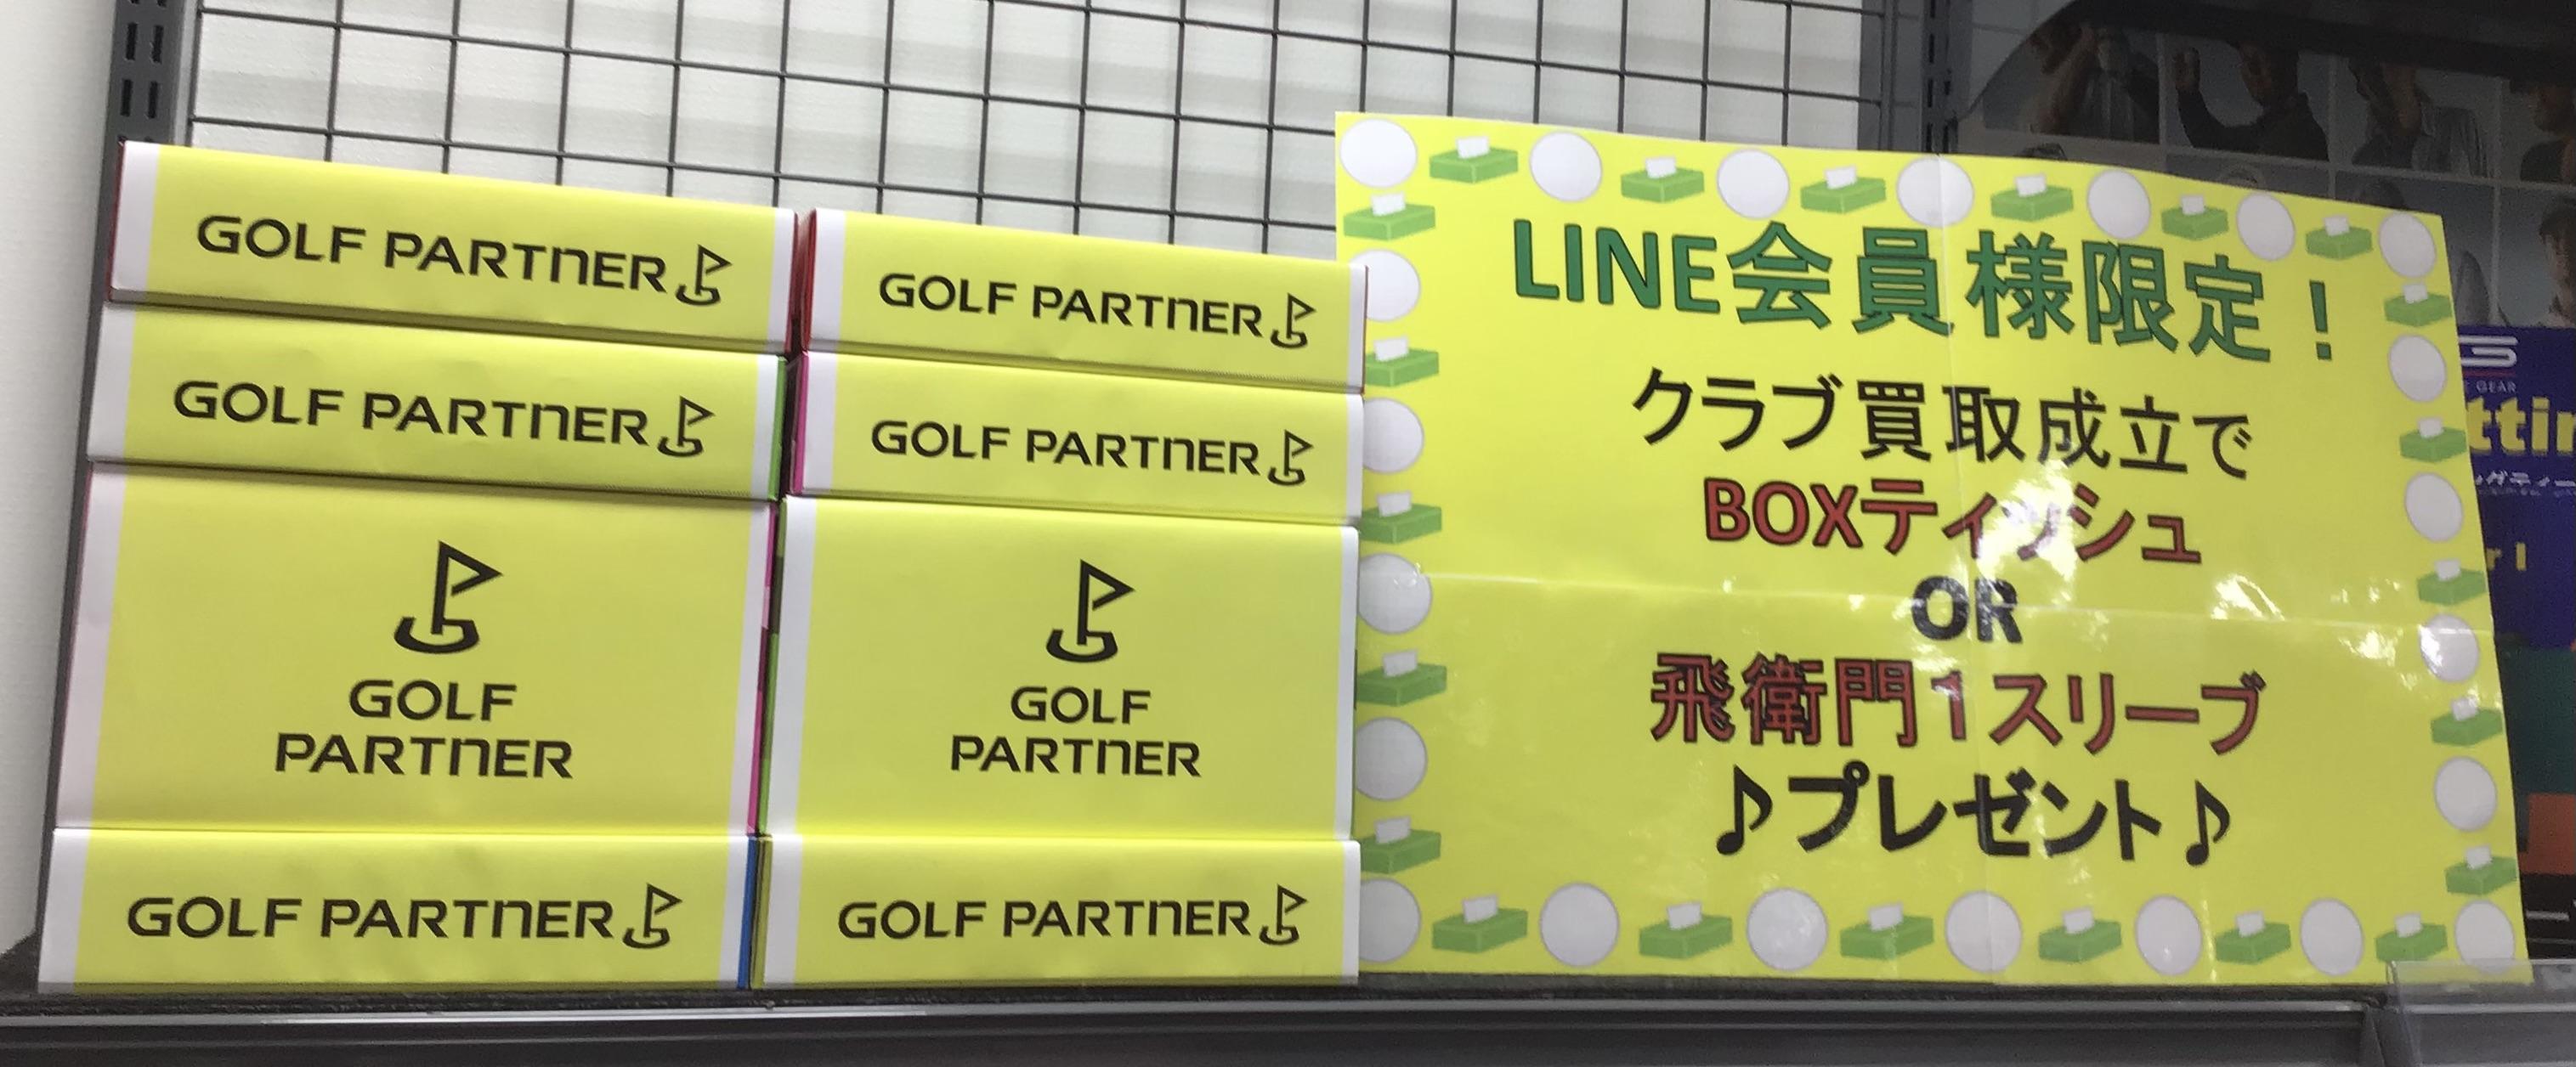 GOLF PARTNER
GOLF PARTNER
GOLF PARTNER
GOLF PARTNER
GOLF
PARTNER
GOLF
PARTNER
GOLF PARTNER
GOLF PARTNER
LINE会員様限定！
クラブ買取成立で
BOXティッシュ
OR
飛衛門1スリーブ
♪プレゼント♪
GEAR